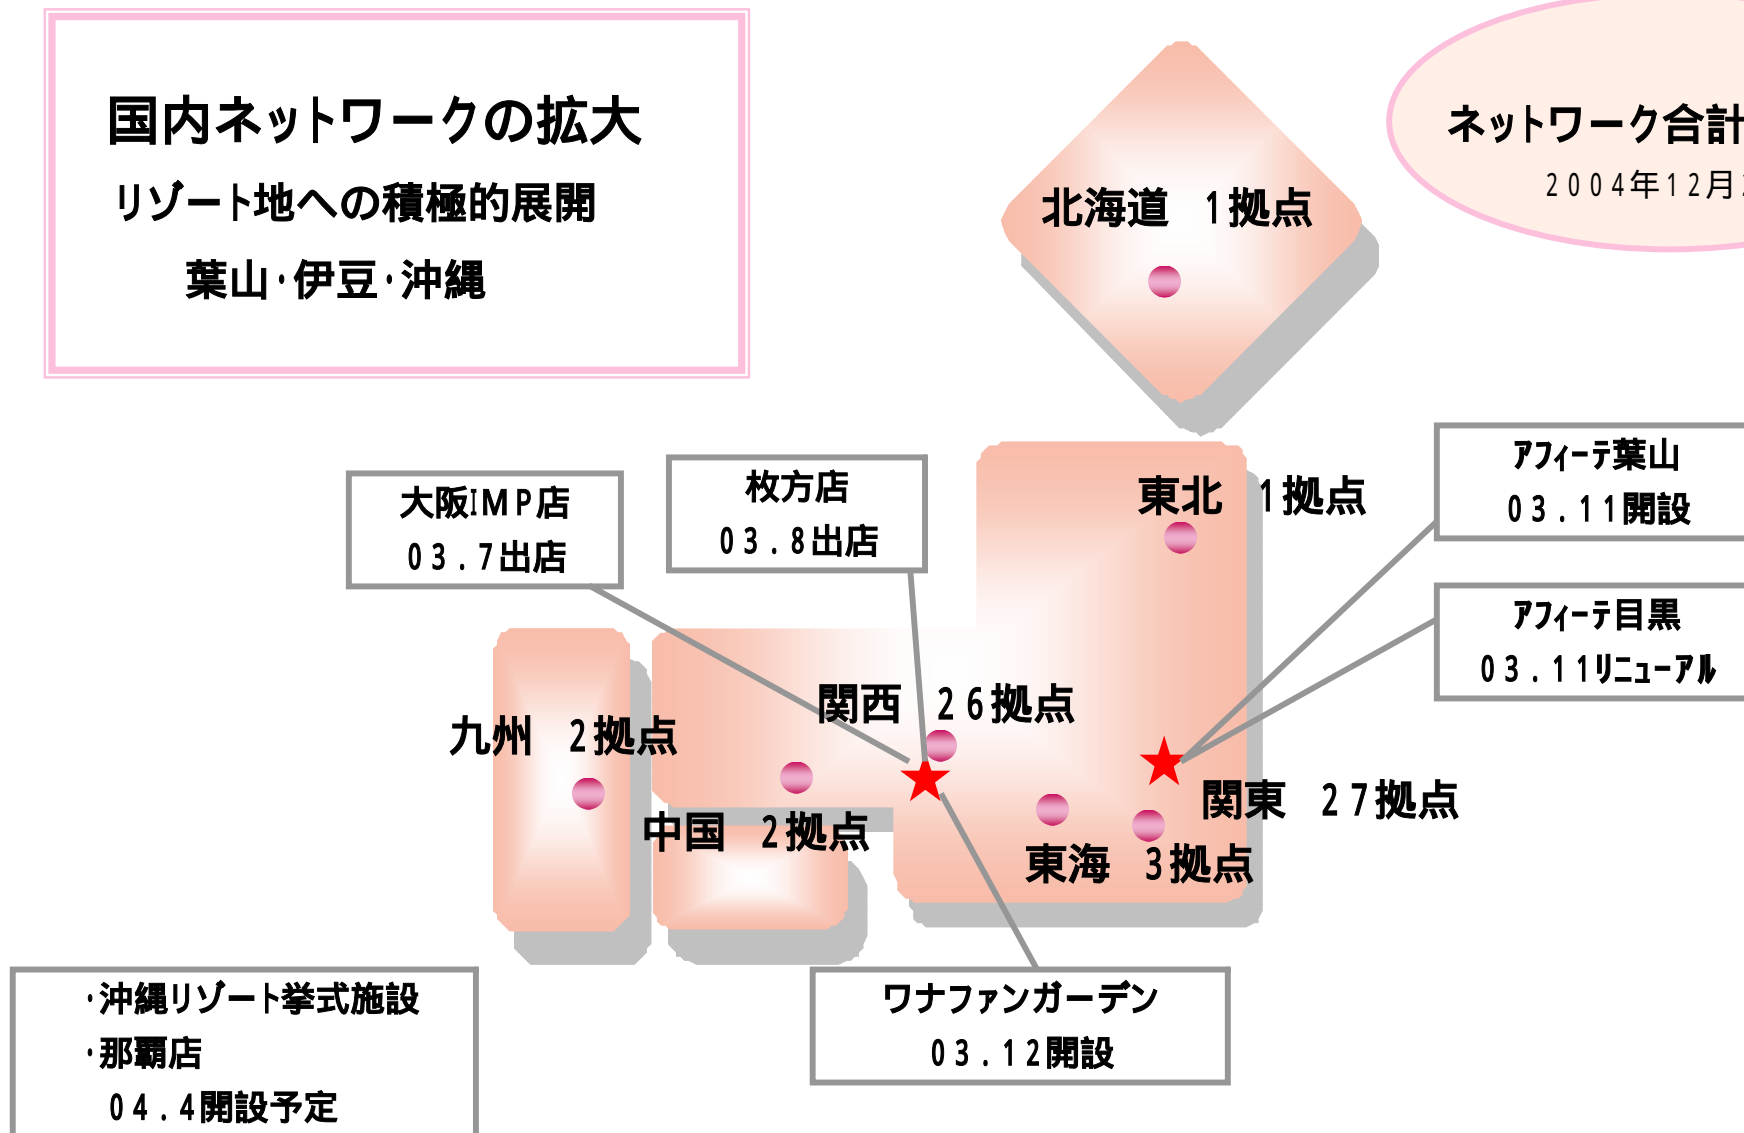 国内ネットワークの拡大
リゾート地への積極的展開
葉山・伊豆・沖縄
ネットワーク合計
2004年12月
北海道　1拠点
東北　1拠点
アフィーテ葉山
03.11開設
枚方店
03.8出店
大阪IMP店
03.7出店
アフィーテ目黒
03.11リニューアル
関西　26拠点
九州　2拠点
関東　27拠点
中国　2拠点
東海　3拠点
・沖縄リゾート挙式施設
・那覇店
04.4開設予定
ワナファンガーデン
03.12開設